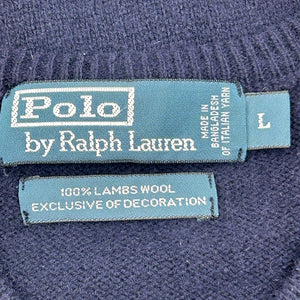 Polo
by Ralph Lauren
MADE IN
BANGLADESH
OF ITALIAN YARN
L
100% LAMBS WOOL
EXCLUSIVE OF DECORATION